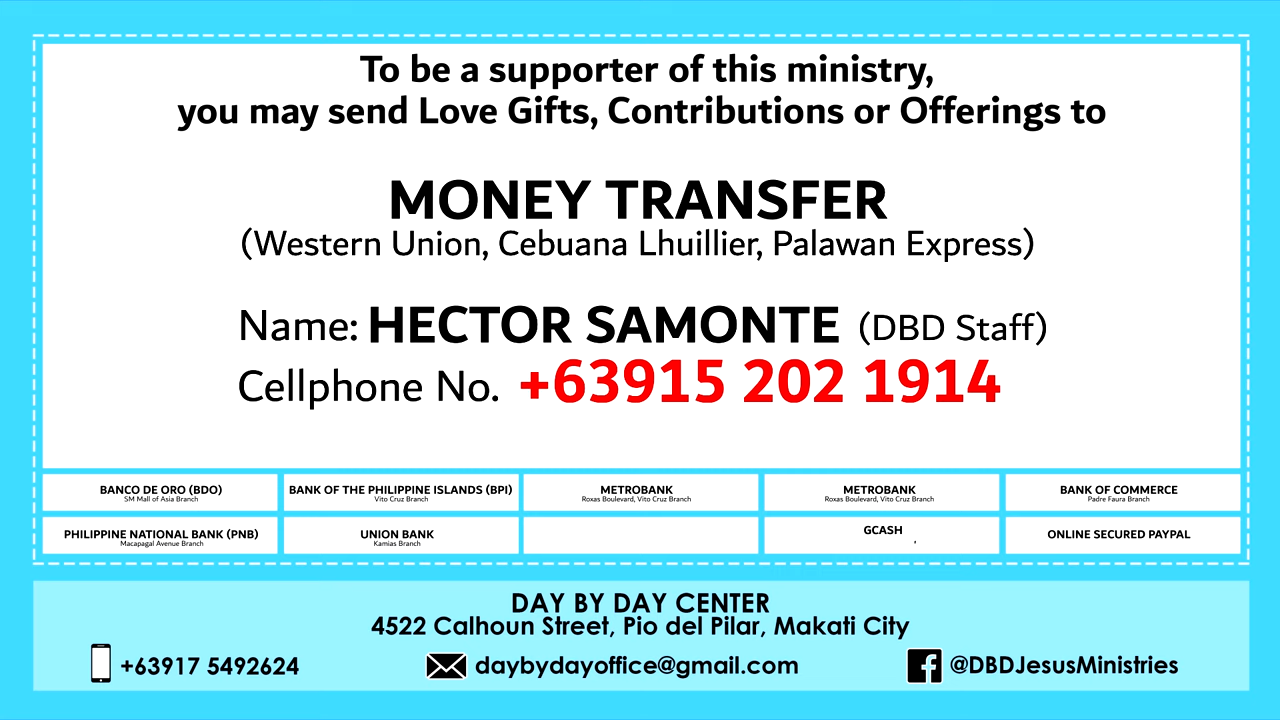 To be a supporter of this ministry,
you may send Love Gifts, Contributions or Offerings to
MONEY TRANSFER
(Western Union, Cebuana Lhuillier, Palawan Express)
Name: HECTOR SAMONTE (DBD Staff)
Cellphone No. +63915 202 1914
BANCO DE ORO (BDO)
SM Mall of Asia Branch
BANK OF THE PHILIPPINE ISLANDS (BPI)
Vito Cruz Branch
METROBANK
Roxas Boulevard, Vito Cruz Branch
METROBANK
Roxas Boulevard, Vito Cruz Branch
BANK OF COMMERCE
Padre Faura Branch
PHILIPPINE NATIONAL BANK (PNB)
Macapagal Avenue Branch
UNION BANK
Kamias Branch
GCASH
,
ONLINE SECURED PAYPAL
DAY BY DAY CENTER
4522 Calhoun Street, Pio del Pilar, Makati City
+63917 5492624
daybydayoffice@gmail.com
@DBDJesusMinistries